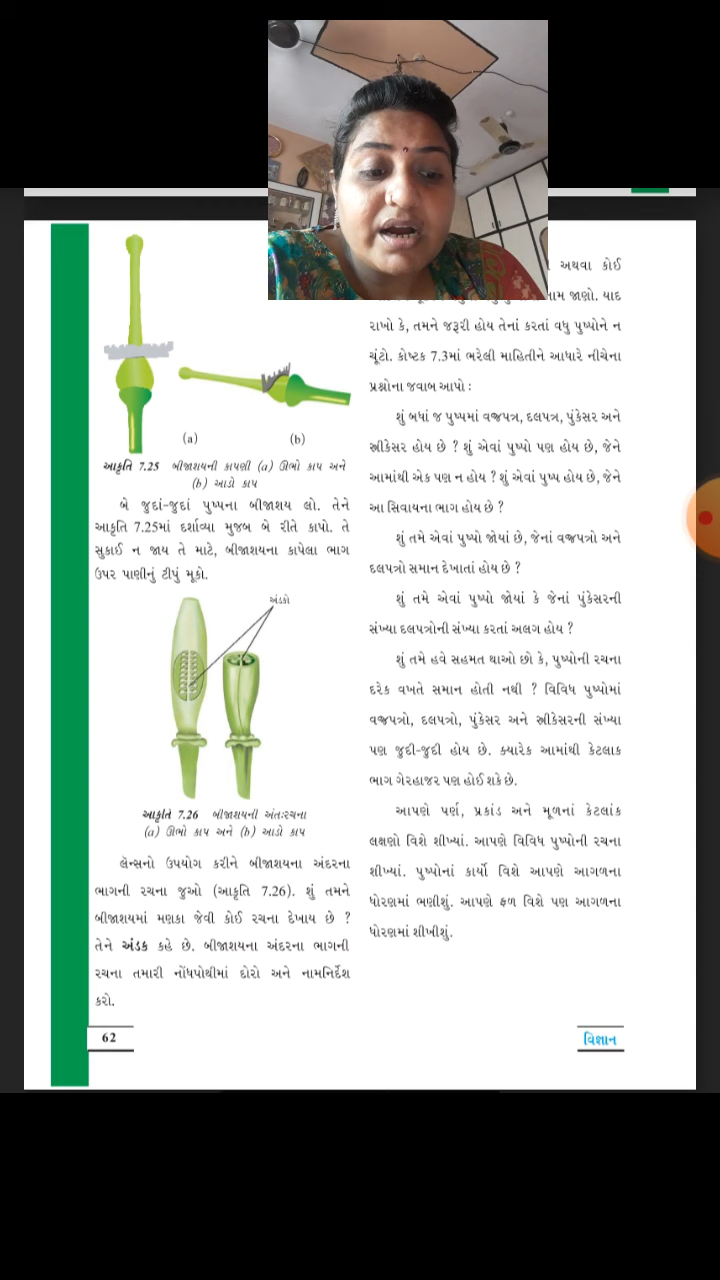 (a)
(b)
આકૃતિ 7.25 બીજાશયની કાપણી (a) ઊભો કાપ અને
(b) આડો કાપ
બે જુદાં-જુદાં પુષ્પના બીજાશય લો. તેને
આકૃતિ 7.25માં દર્શાવ્યા મુજબ બે રીતે કાપો. તે
સુકાઈ ન જાય તે માટે, બીજાશયના કાપેલા ભાગ
ઉપર પાણીનું ટીપું મૂકો.
અંડકો
આકૃતિ 7.26 બીજાશયની અંતઃરચના
(a) ઊભો કાપ અને (b) આડો કાપ
લૅન્સનો ઉપયોગ કરીને બીજાશયના અંદરના
ભાગની રચના જુઓ (આકૃતિ 7.26). શું તમને
બીજાશયમાં મણકા જેવી કોઈ રચના દેખાય છે ?
તેને અંડક કહે છે. બીજાશયના અંદરના ભાગની
રચના તમારી નોંધપોથીમાં દોરો અને નામનિર્દેશ
કરો.
અથવા કોઈ
જાણો. યાદ
રાખો કે, તમને જરૂરી હોય તેનાં કરતાં વધુ પુષ્પોને ન
ચૂંટો. કોષ્ટક 7.3માં ભરેલી માહિતીને આધારે નીચેના
પ્રશ્નોના જવાબ આપો :
શું બધાં જ પુષ્પમાં વજ્રપત્ર, દલપત્ર, પુંકેસર અને
સ્ત્રીકેસર હોય છે ? શું એવાં પુષ્પો પણ હોય છે, જેને
આમાંથી એક પણ ન હોય ? શું એવાં પુષ્પ હોય છે, જેને
આ સિવાયના ભાગ હોય છે ?
શું તમે એવાં પુષ્પો જોયાં છે, જેનાં વજ્રપત્રો અને
દલપત્રો સમાન દેખાતાં હોય છે ?
શું તમે એવાં પુષ્પો જોયાં કે જેનાં પુંકેસરની
સંખ્યા દલપત્રોની સંખ્યા કરતાં અલગ હોય ?
શું તમે હવે સહમત થાઓ છો કે, પુષ્પોની રચના
દરેક વખતે સમાન હોતી નથી ? વિવિધ પુષ્પોમાં
વજ્રપત્રો, દલપત્રો, પુંકેસર અને સ્ત્રીકેસરની સંખ્યા
પણ જુદી-જુદી હોય છે. ક્યારેક આમાંથી કેટલાક
ભાગ ગેરહાજર પણ હોઈ શકે છે.
આપણે પર્ણ, પ્રકાંડ અને મૂળનાં કેટલાંક
લક્ષણો વિશે શીખ્યાં. આપણે વિવિધ પુષ્પોની રચના
શીખ્યાં. પુષ્પોનાં કાર્યો વિશે આપણે આગળના
ધોરણમાં ભણીશું. આપણે ફળ વિશે પણ આગળના
ધોરણમાં શીખીશું.
62
વિજ્ઞાન